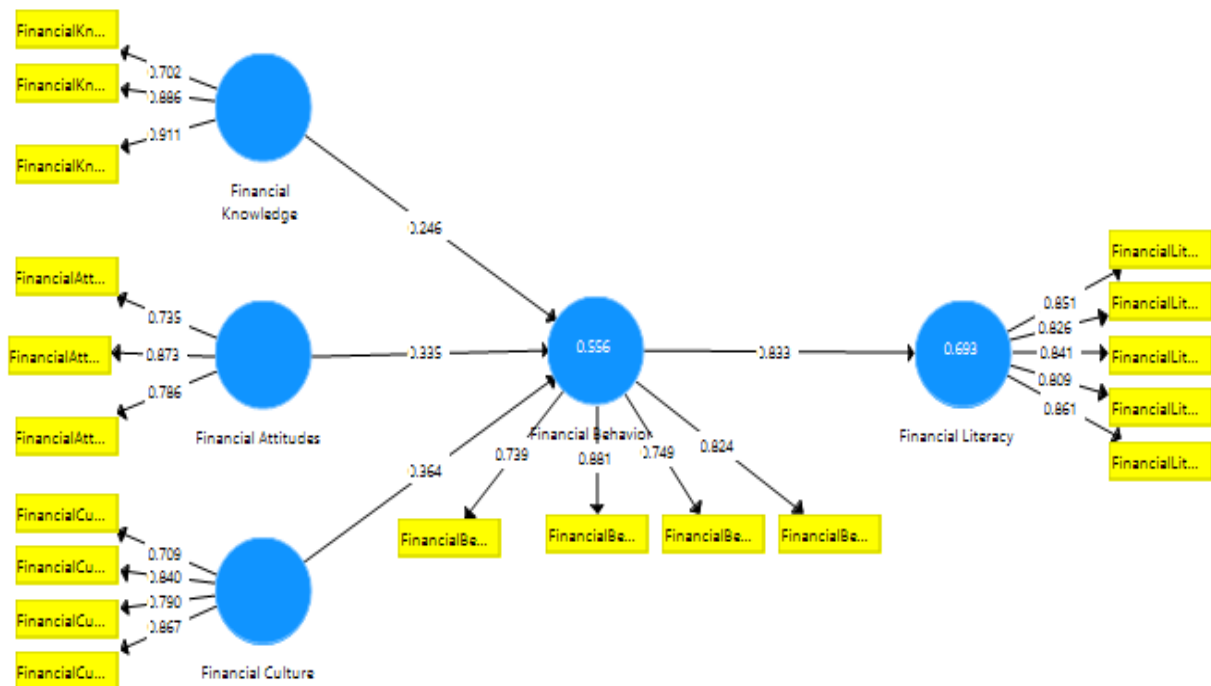 FinancialKn...
FinancialKn...
FinancialKn...
0.702
0.886
0.911
Financial
Knowledge
0.246
FinancialAtt...
FinancialAtt...
FinancialAtt...
0.735
0.873
0.786
Financial Attitudes
0.335
FinancialCu...
FinancialCu...
FinancialCu...
FinancialCu...
0.709
0.840
0.790
0.867
Financial Culture
0.364
0.556
Financial Behavior
0.739
0.881
0.749
0.824
FinancialBe...
FinancialBe...
FinancialBe...
FinancialBe...
0.833
0.693
Financial Literacy
0.851
0.826
0.841
0.809
0.861
FinancialLit...
FinancialLit...
FinancialLit...
FinancialLit...
FinancialLit...